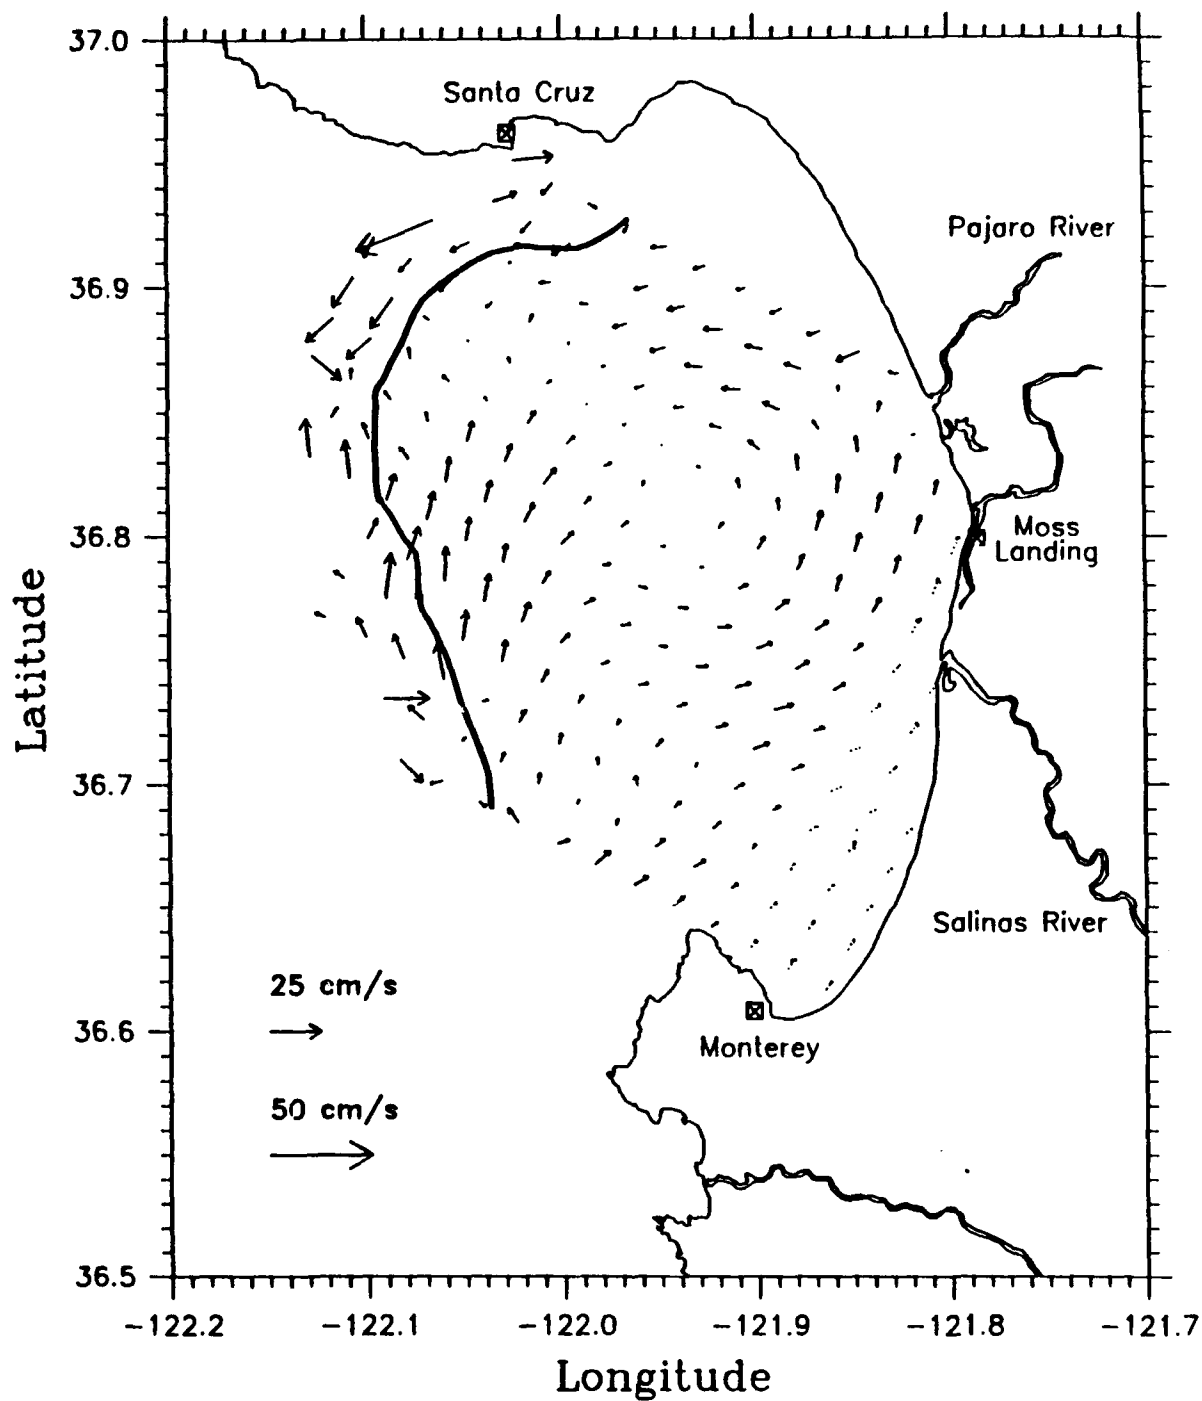 37.0
Santa Cruz
Pajaro River
36.9
36.8
Moss
Landing
Latitude
36.7
Salinas River
25 cm/s
36.6
Monterey
50 cm/s
36.5
-122.2 -122.1 -122.0 -121.9 -121.8 -121.7
Longitude